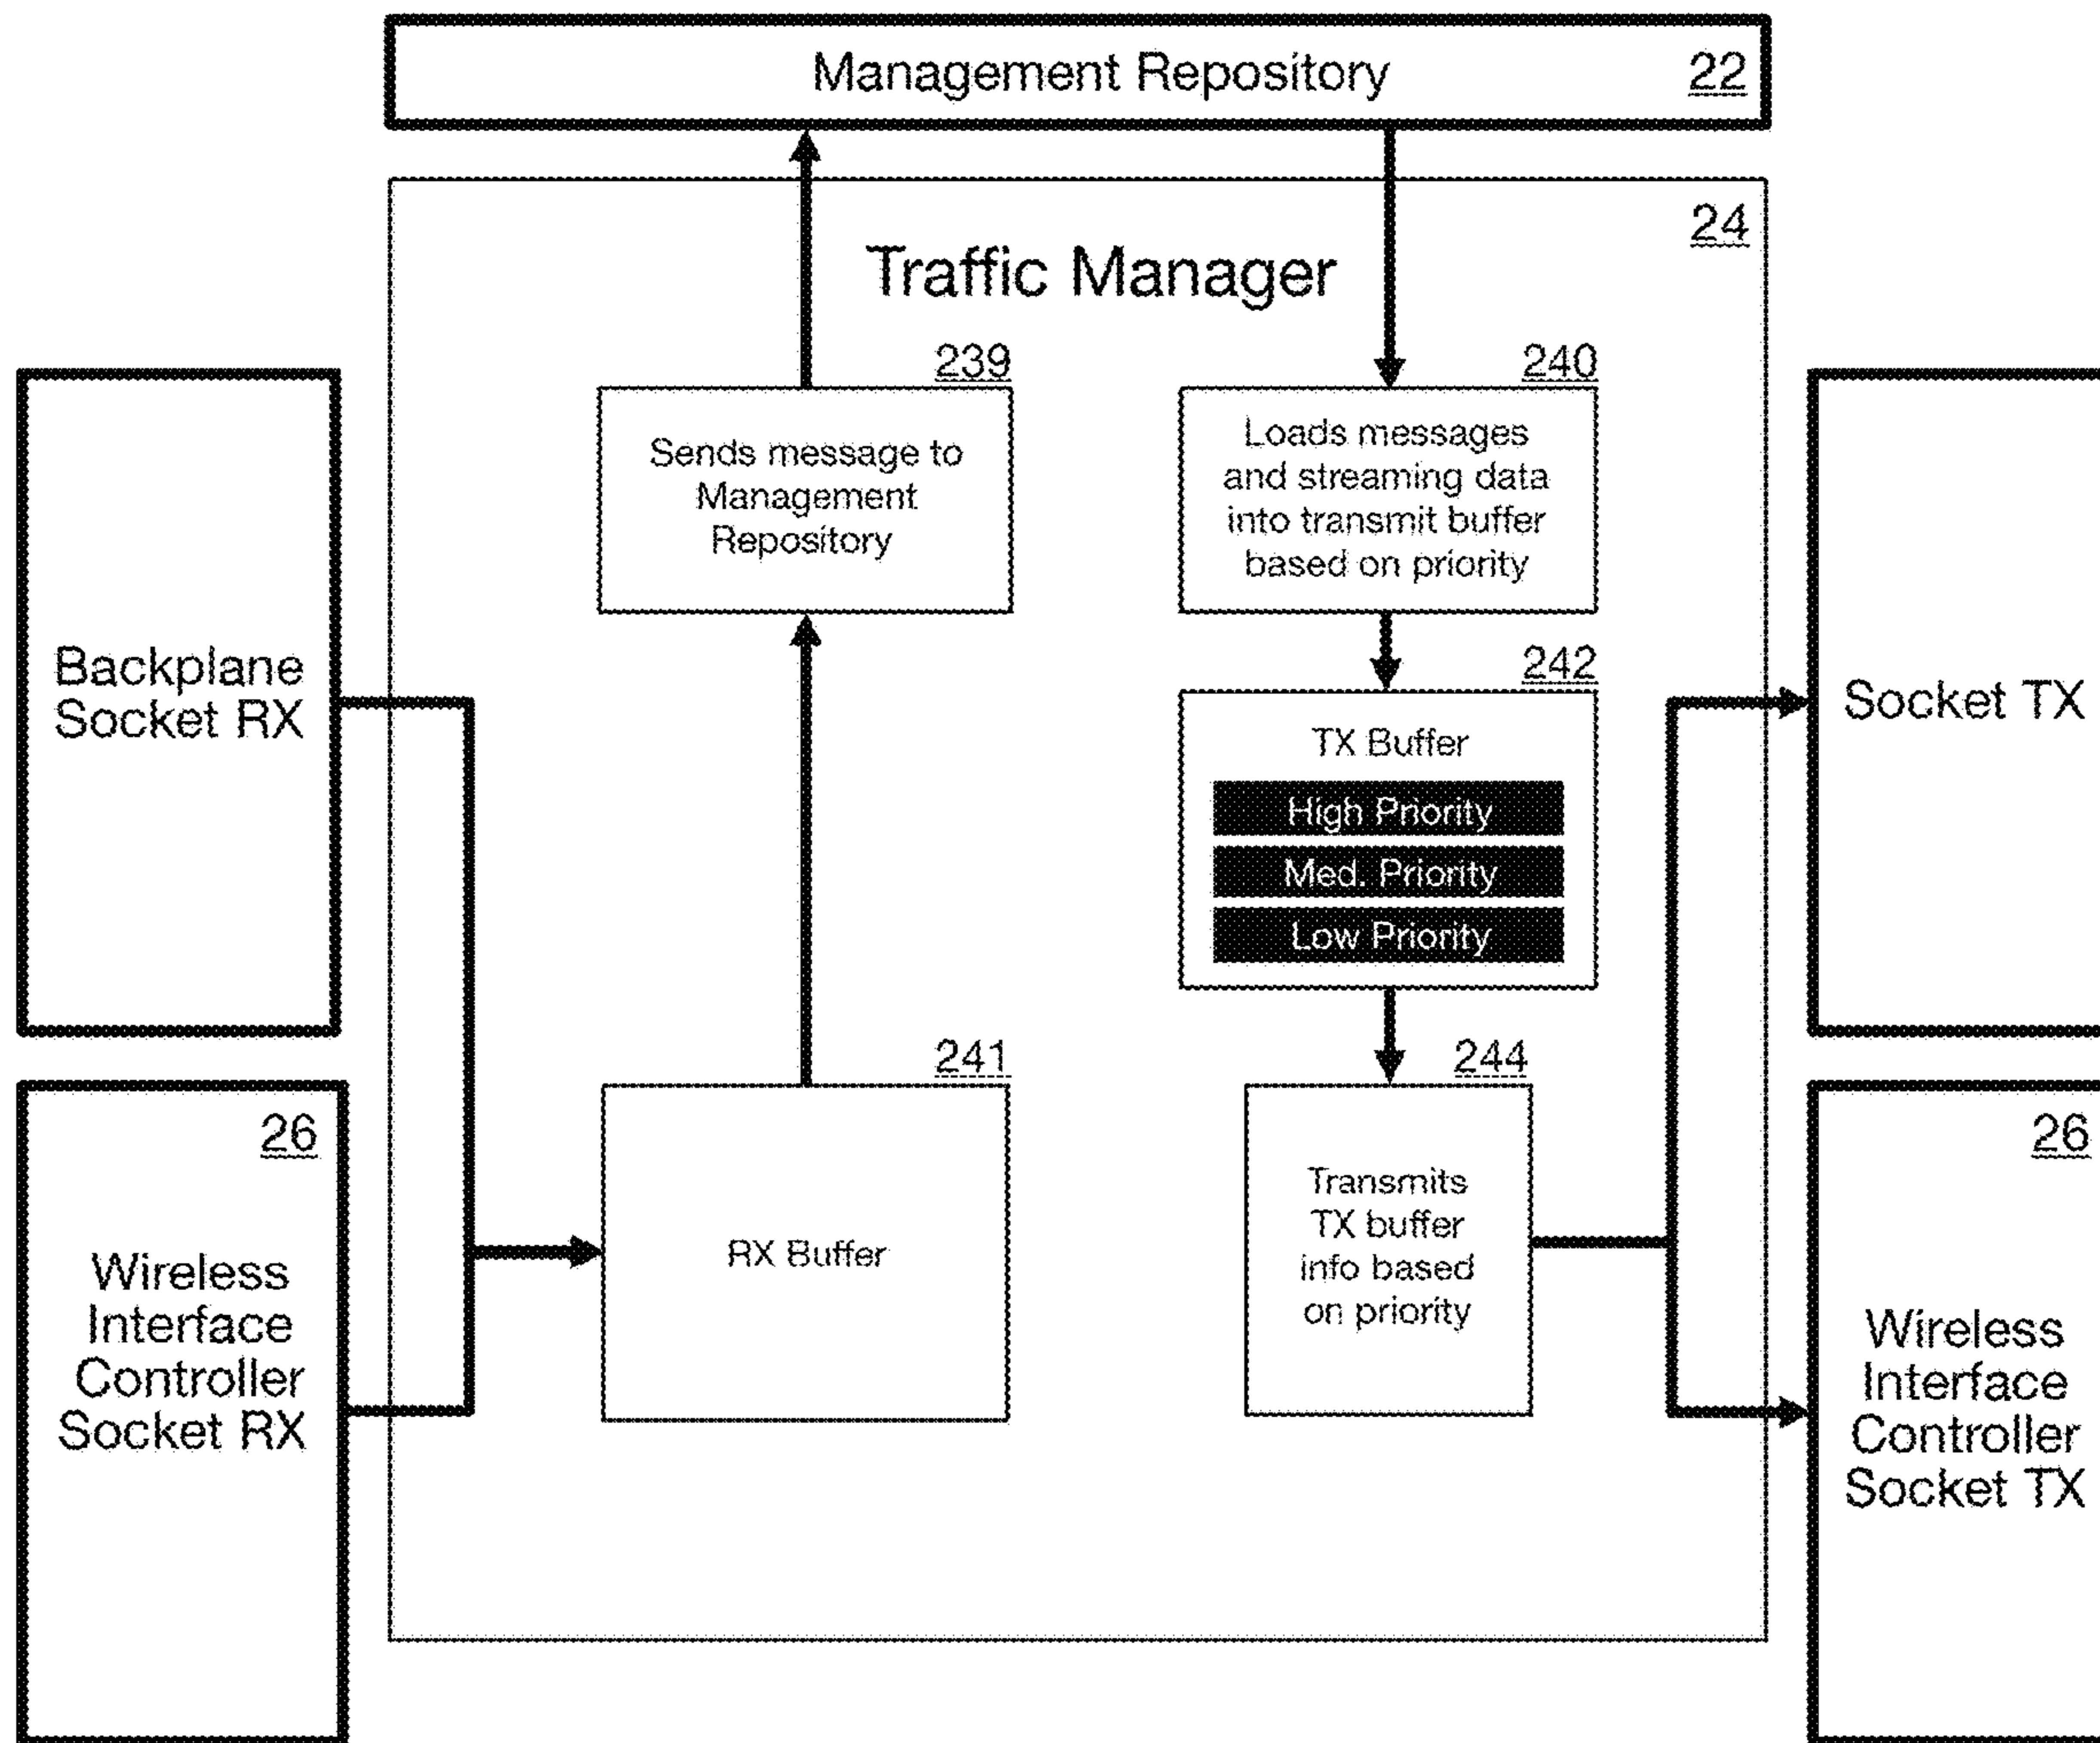 Management Repository
22
24
Traffic Manager
239
Sends message to
Management
Repository
240
Loads messages
and streaming data
into transmit buffer
based on priority
Backplane
Socket RX
242
TX Buffer
High Priority
Med. Priority
Low Priority
Socket TX
26
Wireless
Interface
Controller
Socket RX
241
RX Buffer
244
Transmits
TX buffer
info based
on priority
26
Wireless
Interface
Controller
Socket TX